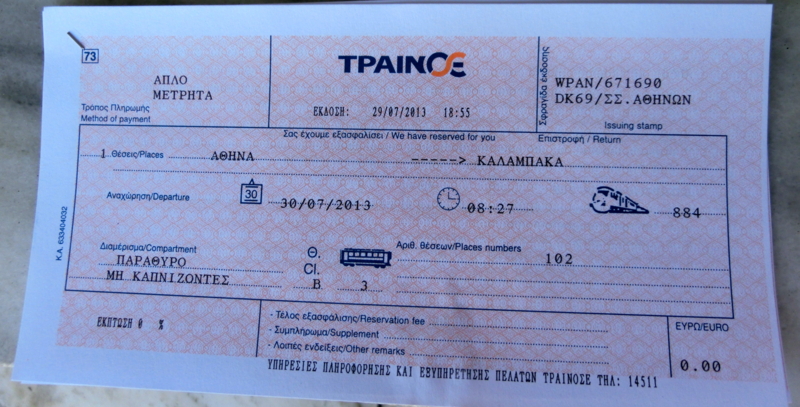 73
ΑΠΛΟ
ΜΕΤΡΗΤΑ
Τρόπος Πληρωμής
Method of payment
ΤΡΑΙΝΟΣΕ
ΕΚΔΟΣΗ: 29/07/2013 18:55
Σφραγίδα έκδοσης
WPAN/671690
DK69/ΣΣ.ΑΘΗΝΩΝ
Issuing stamp
Σας έχουμε εξασφαλίσει / We have reserved for you
Επιστροφή / Return
1 Θέσεις/Places ΑΘΗΝΑ -----> ΚΑΛΑΜΠΑΚΑ
Αναχώρηση/Departure 30 30/07/2013 08:27 884
Διαμέρισμα/Compartment
ΠΑΡΑΘΥΡΟ
ΜΗ ΚΑΠΝΙΖΟΝΤΕΣ
Θ.
Cl.
Β 3
Αριθ. θέσεων/Places numbers
102
Κ.Α. 633404032
ΕΚΠΤΩΣΗ 0 %
- Τέλος εξασφάλισης/Reservation fee
- Συμπλήρωμα/Supplement
- Λοιπές ενδείξεις/Other remarks
ΕΥΡΩ/EURO
0.00
ΥΠΗΡΕΣΙΕΣ ΠΛΗΡΟΦΟΡΗΣΗΣ ΚΑΙ ΕΞΥΠΗΡΕΤΗΣΗΣ ΠΕΛΑΤΩΝ ΤΡΑΙΝΟΣΕ ΤΗΛ: 14511